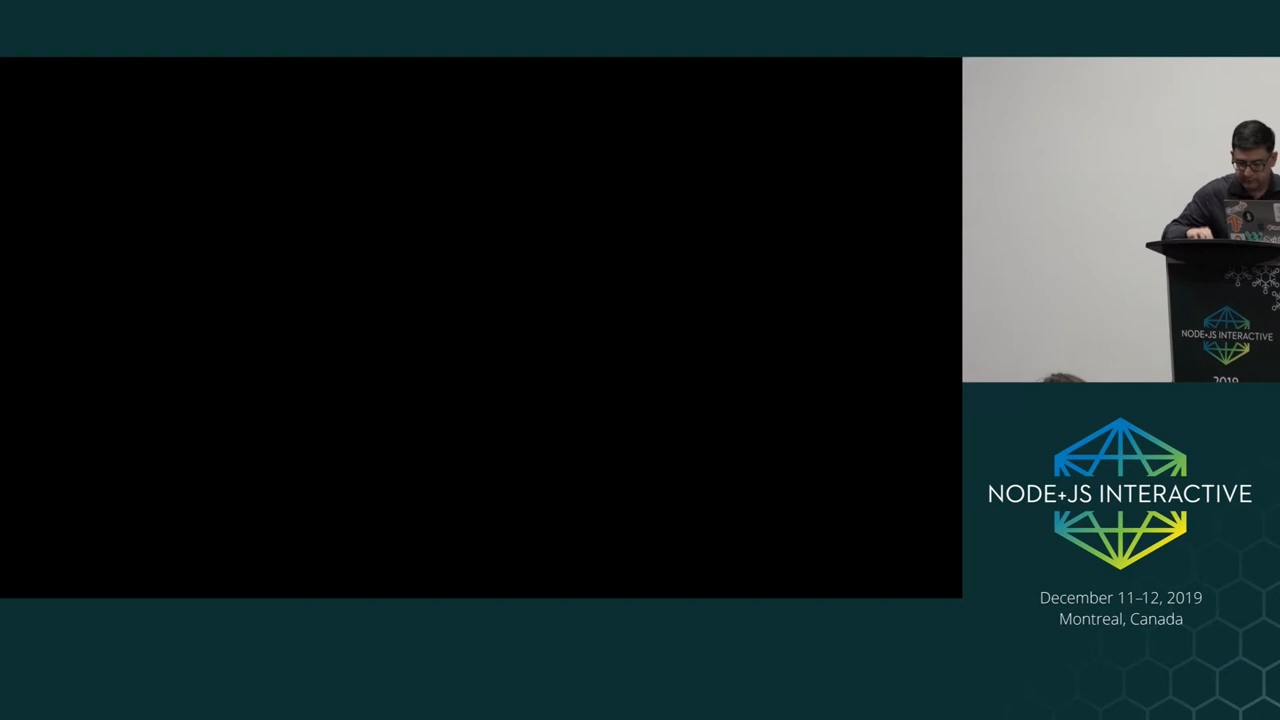 NODE+JS INTERACTIVE
2019
NODE+JS INTERACTIVE
December 11–12, 2019
Montreal, Canada